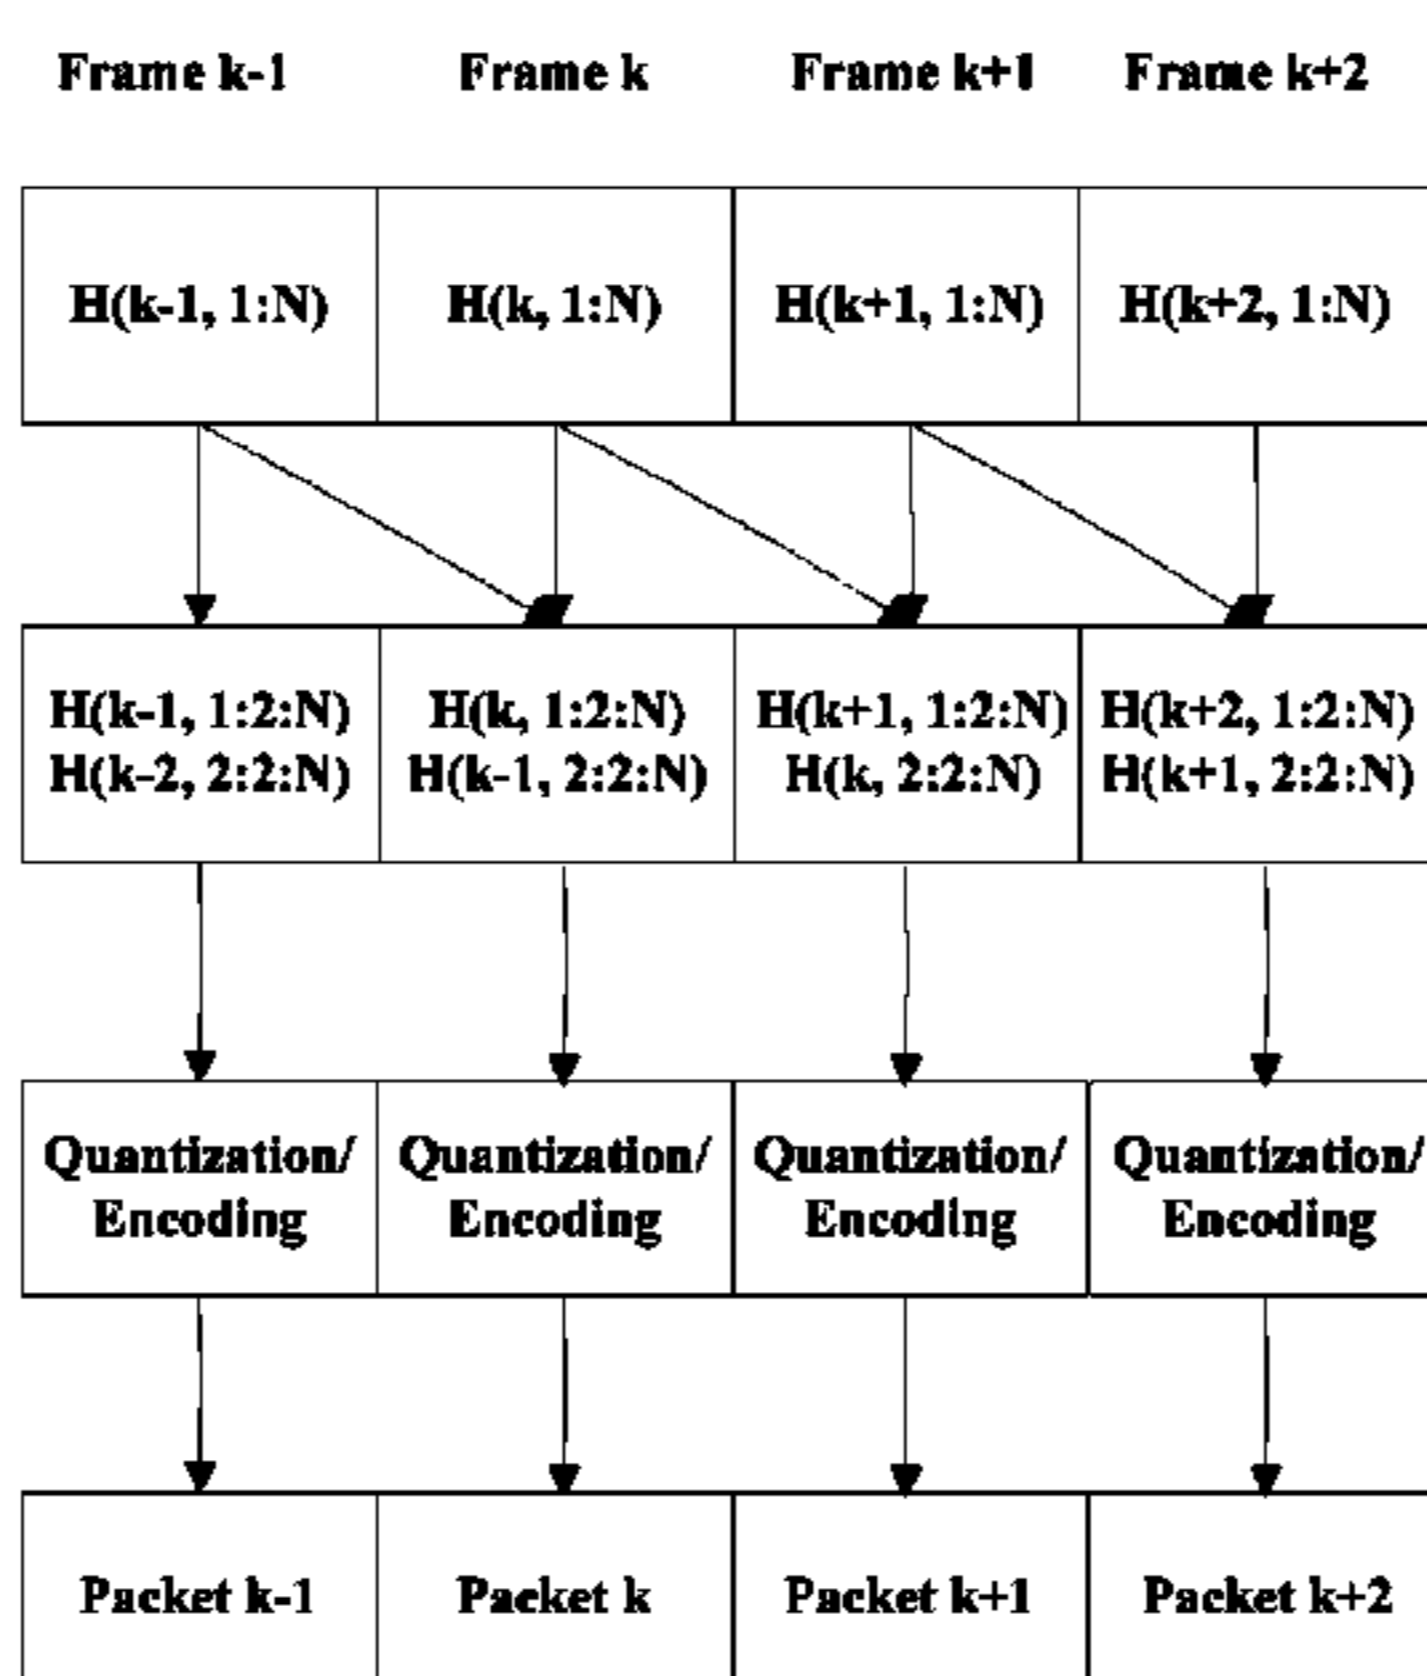 Frame k-1 Frame k Frame k+1 Frame k+2
H(k-1, 1:N) H(k, 1:N) H(k+1, 1:N) H(k+2, 1:N)
H(k-1, 1:2:N) H(k, 1:2:N) H(k+1, 1:2:N) H(k+2, 1:2:N)
H(k-2, 2:2:N) H(k-1, 2:2:N) H(k, 2:2:N) H(k+1, 2:2:N)
Quantization/ Quantization/ Quantization/ Quantization/
Encoding Encoding Encoding Encoding
Packet k-1 Packet k Packet k+1 Packet k+2